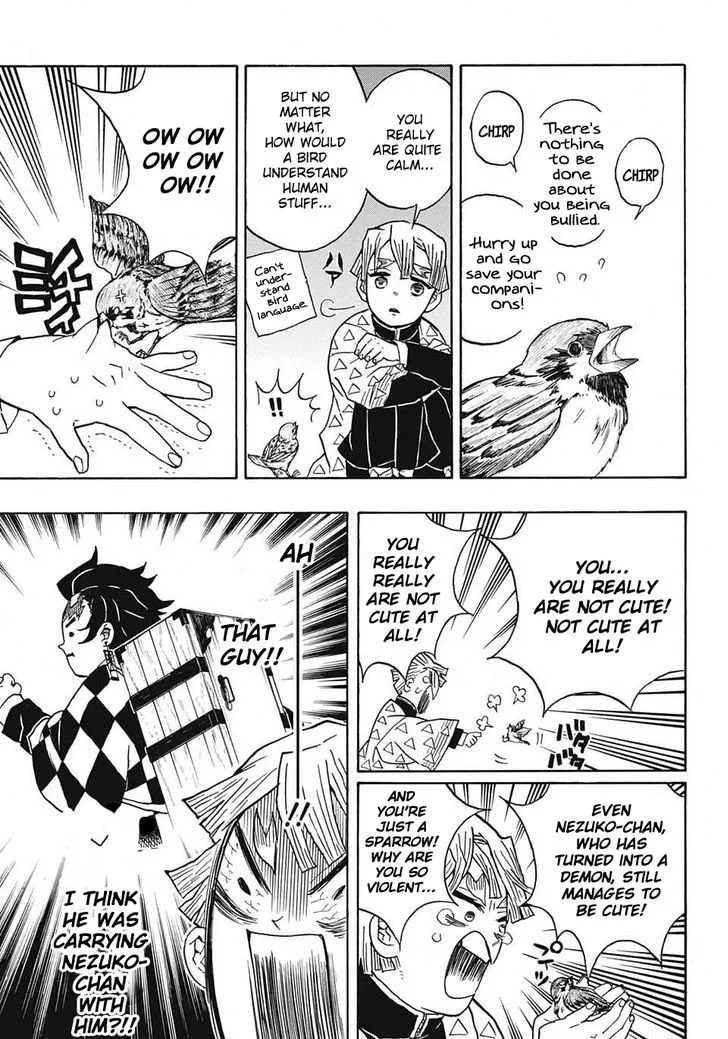 CHIRP
There's
nothing
to be
done
about
you being
bullied.
CHIRP
Hurry up
and go
save your
compani-
ons!
YOU
REALLY
ARE QUITE
CALM...
BUT NO
MATTER
WHAT,
HOW WOULD
A BIRD
UNDERSTAND
HUMAN
STUFF...
Can't
under-
stand
Bird
language
!!
OW OW
OW OW
OW!!
YOU...
YOU REALLY
ARE NOT CUTE!
NOT CUTE AT
ALL!
YOU
REALLY
REALLY
ARE NOT
CUTE AT
ALL!
バタ
バタ
EVEN
NEZUKO-CHAN,
WHO HAS
TURNED INTO A
DEMON, STILL
MANAGES TO
BE CUTE!
AND
YOU'RE
JUST A
SPARROW!
WHY ARE
YOU SO
VIOLENT...
AH
!!
THAT
GUY!!
I THINK
HE WAS
CARRYING
NEZUKO-
CHAN
WITH
HIM?!!